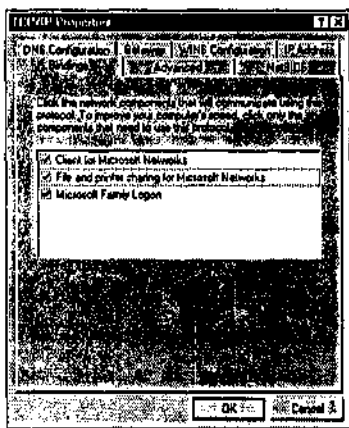 TCP/IP Properties
DNS Configuration Gateway WINS Configuration IP Address
Bindings Advanced NetBIOS
Click the network components that will communicate using this
protocol. To improve your computer's speed, click only the
components that need to use this protocol.
Client for Microsoft Networks
File and printer sharing for Microsoft Networks
Microsoft Family Logon
OK Cancel